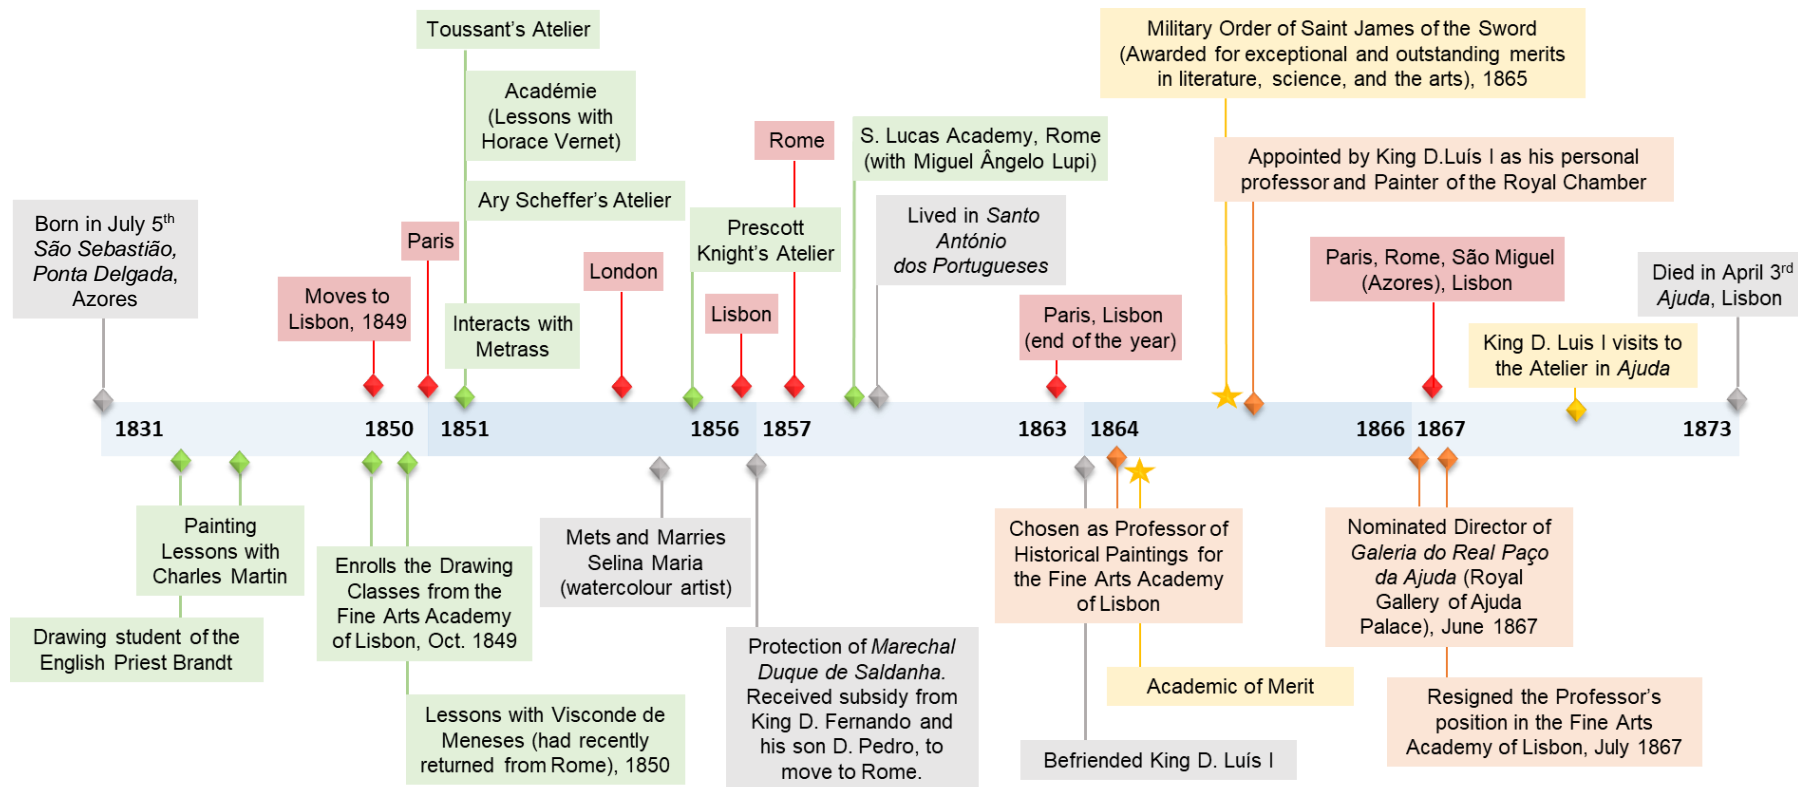 Toussant's Atelier
Académie
(Lessons with
Horace Vernet)
Ary Scheffer's Atelier
Interacts with
Metrass
Born in July 5th
São Sebastião,
Ponta Delgada,
Azores
Moves to
Lisbon, 1849
Paris
London
Prescott
Knight's Atelier
Lisbon
Rome
S. Lucas Academy, Rome
(with Miguel Ângelo Lupi)
Lived in Santo
António
dos Portugueses
Paris, Lisbon
(end of the year)
Military Order of Saint James of the Sword
(Awarded for exceptional and outstanding merits
in literature, science, and the arts), 1865
Appointed by King D.Luís I as his personal
professor and Painter of the Royal Chamber
Paris, Rome, São Miguel
(Azores), Lisbon
King D. Luis I visits to
the Atelier in Ajuda
Died in April 3rd
Ajuda, Lisbon
1831
1850
1851
1856
1857
1863
1864
1866
1867
1873
Painting
Lessons with
Charles Martin
Drawing student of the
English Priest Brandt
Enrolls the Drawing
Classes from the
Fine Arts Academy
of Lisbon, Oct. 1849
Lessons with Visconde de
Meneses (had recently
returned from Rome), 1850
Mets and Marries
Selina Maria
(watercolour artist)
Protection of Marechal
Duque de Saldanha.
Received subsidy from
King D. Fernando and
his son D. Pedro, to
move to Rome.
Chosen as Professor of
Historical Paintings for
the Fine Arts Academy
of Lisbon
Academic of Merit
Befriended King D. Luís I
Nominated Director of
Galeria do Real Paço
da Ajuda (Royal
Gallery of Ajuda
Palace), June 1867
Resigned the Professor's
position in the Fine Arts
Academy of Lisbon, July 1867